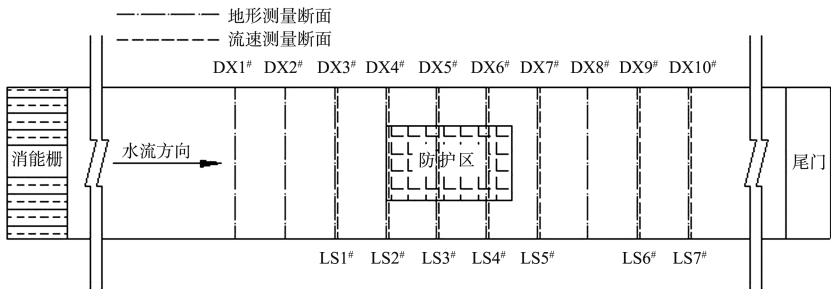 地形测量断面
流速测量断面
DX1# DX2# DX3# DX4# DX5# DX6# DX7# DX8# DX9# DX10#
消能栅 水流方向 防护区 尾门
LS1# LS2# LS3# LS4# LS5# LS6# LS7#